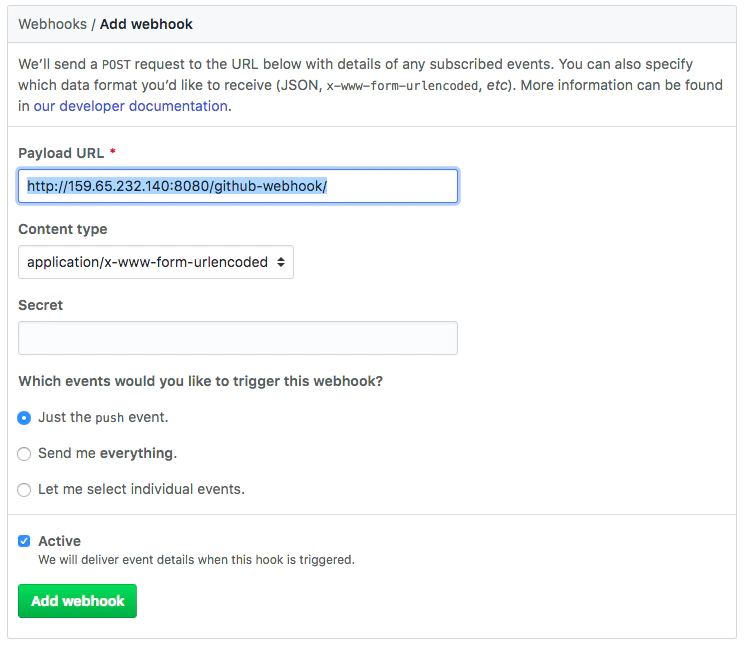 Webhooks / Add webhook
We’ll send a POST request to the URL below with details of any subscribed events. You can also specify
which data format you’d like to receive (JSON, x-www-form-urlencoded, etc). More information can be found
in our developer documentation.
Payload URL *
http://159.65.232.140:8080/github-webhook/
Content type
application/x-www-form-urlencoded
Secret
Which events would you like to trigger this webhook?
Just the push event.
Send me everything.
Let me select individual events.
Active
We will deliver event details when this hook is triggered.
Add webhook